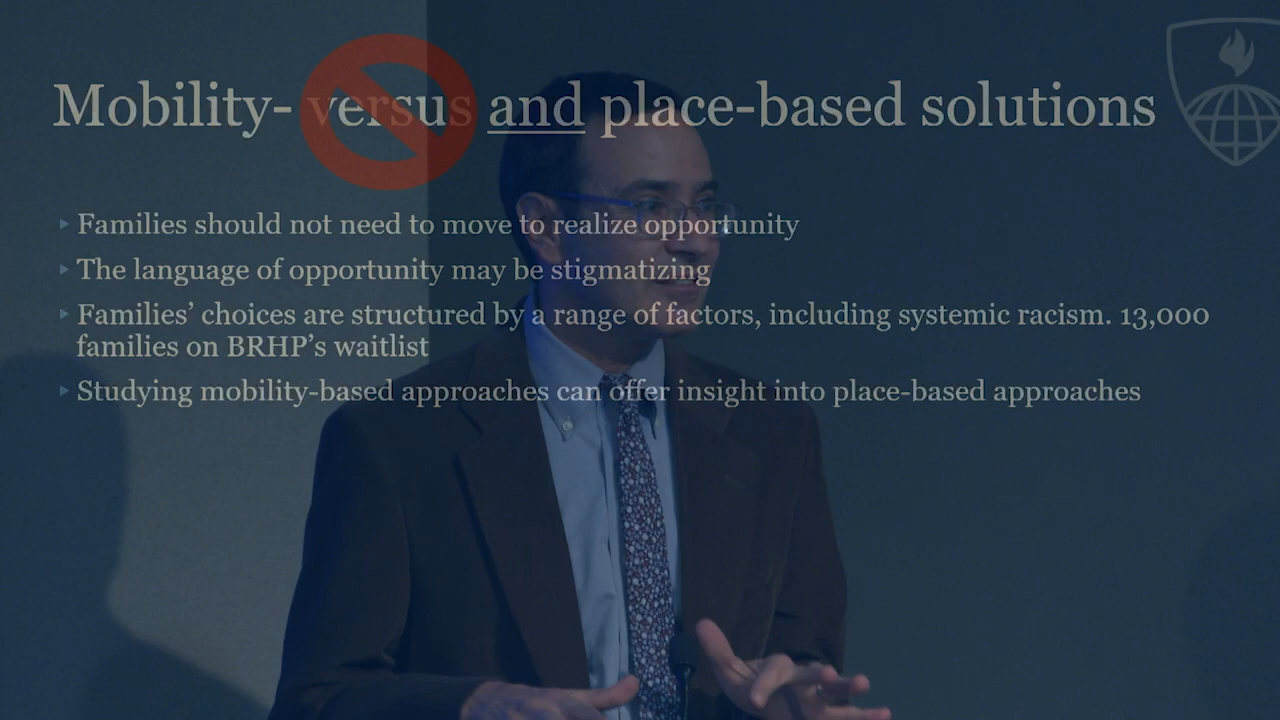 Mobility- versus and place-based solutions
Families should not need to move to realize opportunity
The language of opportunity may be stigmatizing
Families’ choices are structured by a range of factors, including systemic racism. 13,000
families on BRHP’s waitlist
Studying mobility-based approaches can offer insight into place-based approaches